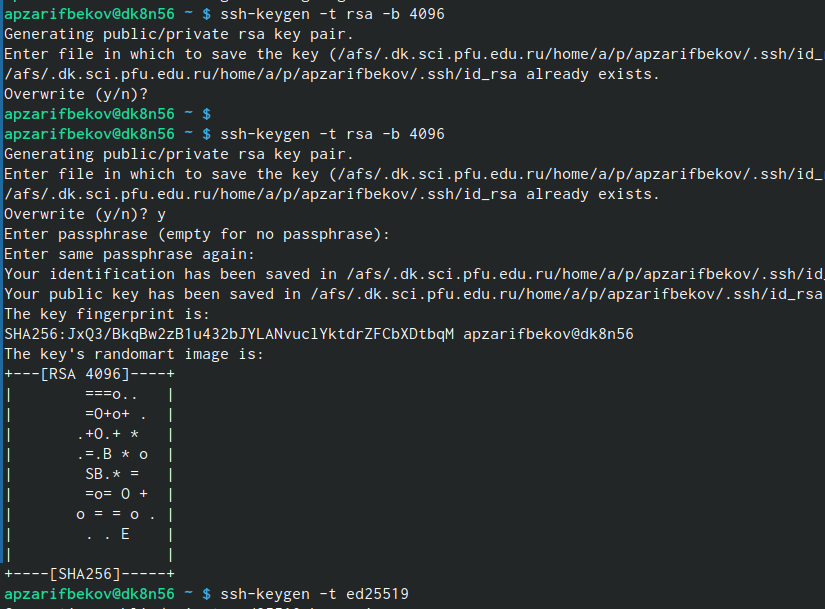 apzarifbekov@dk8n56 ~ $ ssh-keygen -t rsa -b 4096
Generating public/private rsa key pair.
Enter file in which to save the key (/afs/.dk.sci.pfu.edu.ru/home/a/p/apzarifbekov/.ssh/id_
/afs/.dk.sci.pfu.edu.ru/home/a/p/apzarifbekov/.ssh/id_rsa already exists.
Overwrite (y/n)?
apzarifbekov@dk8n56 ~ $
apzarifbekov@dk8n56 ~ $ ssh-keygen -t rsa -b 4096
Generating public/private rsa key pair.
Enter file in which to save the key (/afs/.dk.sci.pfu.edu.ru/home/a/p/apzarifbekov/.ssh/id_
/afs/.dk.sci.pfu.edu.ru/home/a/p/apzarifbekov/.ssh/id_rsa already exists.
Overwrite (y/n)? y
Enter passphrase (empty for no passphrase):
Enter same passphrase again:
Your identification has been saved in /afs/.dk.sci.pfu.edu.ru/home/a/p/apzarifbekov/.ssh/id
Your public key has been saved in /afs/.dk.sci.pfu.edu.ru/home/a/p/apzarifbekov/.ssh/id_rsa
The key fingerprint is:
SHA256:JxQ3/BkqBw2zB1u432bJYLANvuclYktdrZFCbXDtbqM apzarifbekov@dk8n56
The key's randomart image is:
+---[RSA 4096]----+
|        ===o..   |
|        =O+o+ .  |
|       .+O.+ *   |
|       .=.B * o  |
|        SB.* =   |
|        =o= O +  |
|       o = = o . |
|        . . E    |
|                 |
+----[SHA256]-----+
apzarifbekov@dk8n56 ~ $ ssh-keygen -t ed25519